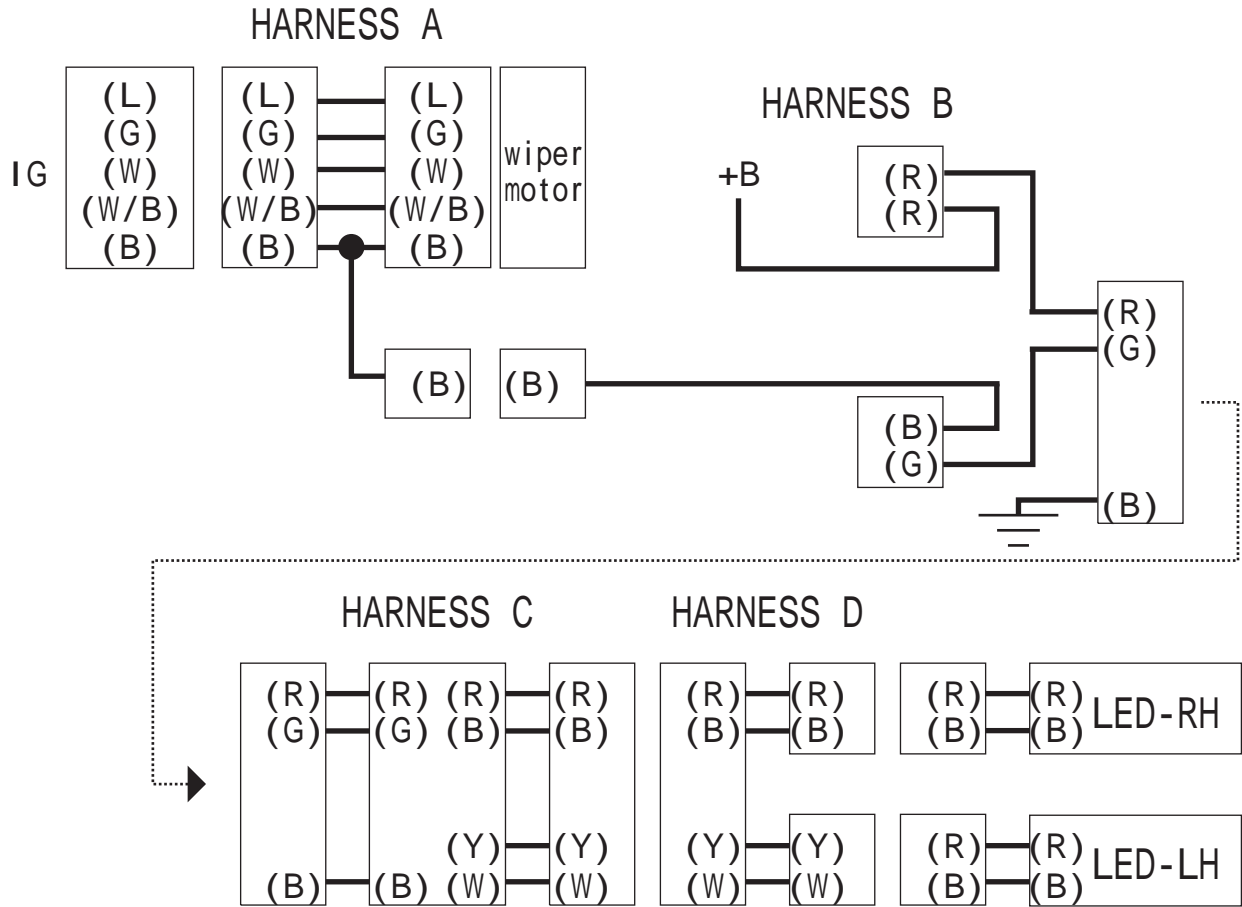 HARNESS A
IG
(L) (L) (L)
(G) (G) (G)
(W) (W) (W)
(W/B) (W/B) (W/B)
(B) (B) (B)
wiper
motor
(B) (B)
HARNESS B
+B
(R)
(R)
(R)
(G)
(B)
(G)
(B)
HARNESS C
(R) (R) (R) (R)
(G) (G) (B) (B)
(Y) (Y)
(B) (B) (W) (W)
HARNESS D
(R) (R)
(B) (B)
(Y) (Y)
(W) (W)
(R) (R)
(B) (B)
LED-RH
(R) (R)
(B) (B)
LED-LH